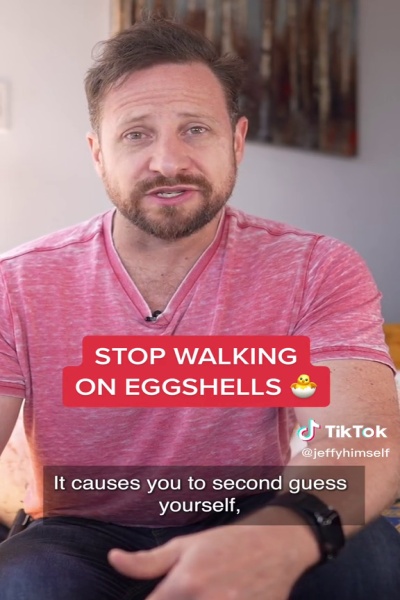 STOP WALKING
ON EGGSHELLS 🐣
TikTok
@jeffyhimself
It causes you to second guess
yourself,